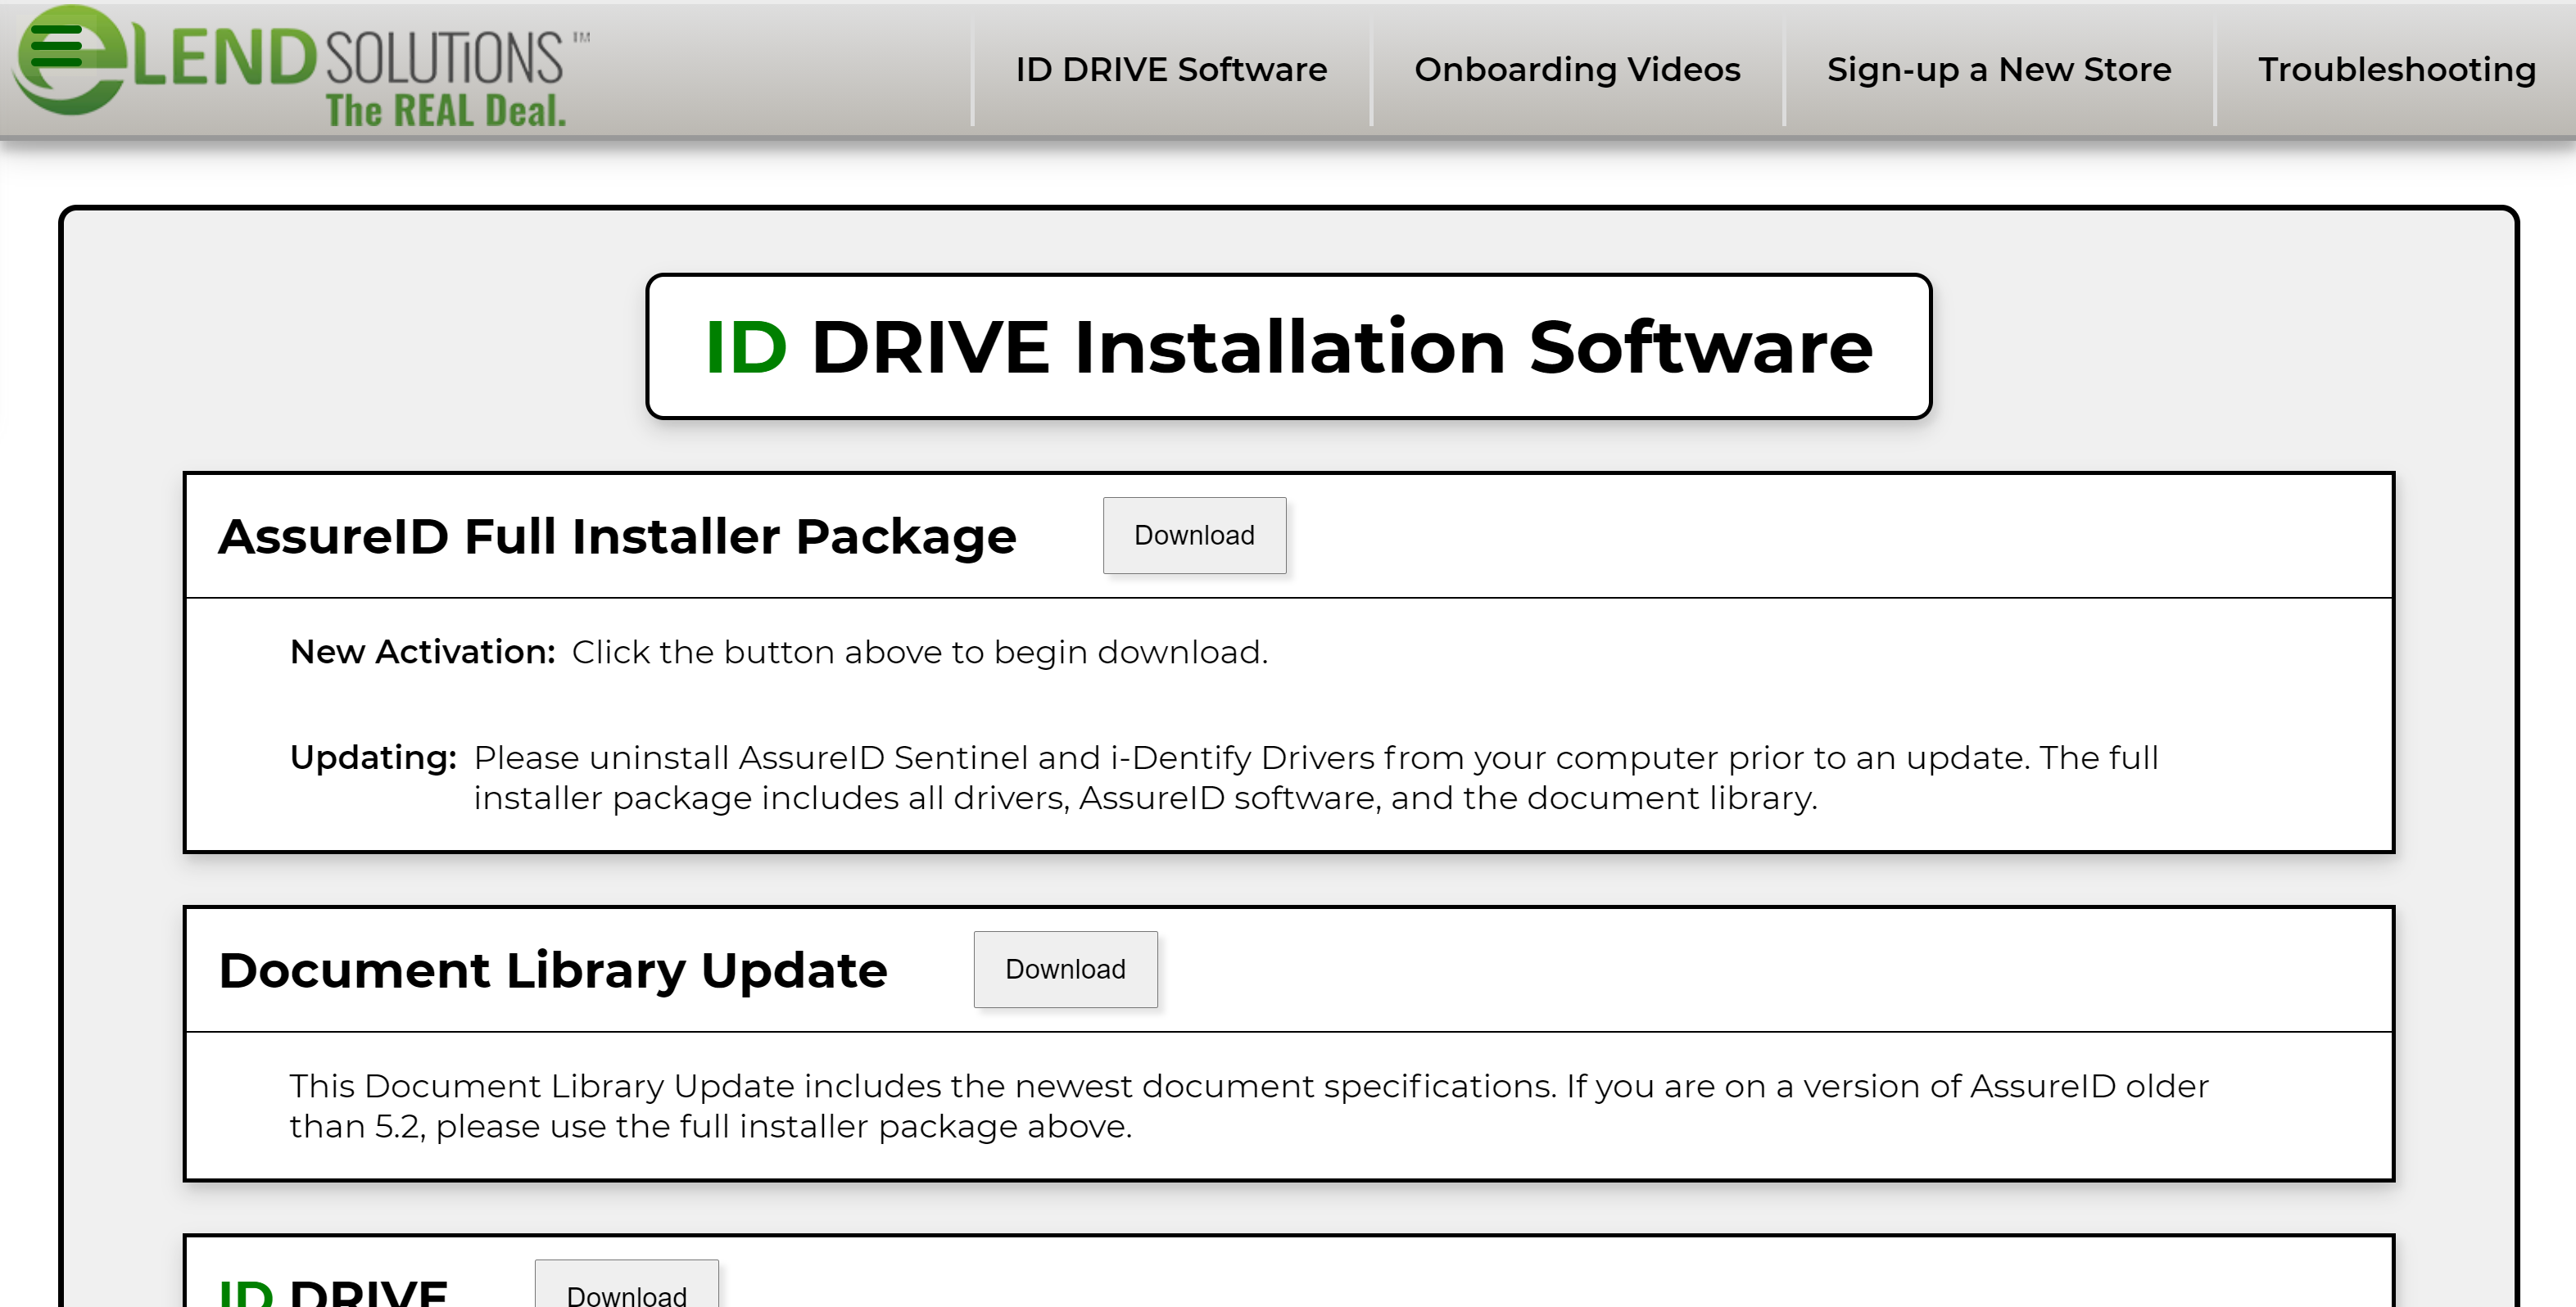 eLEND SOLUTIONS™
The REAL Deal.
ID DRIVE Software
Onboarding Videos
Sign-up a New Store
Troubleshooting
ID DRIVE Installation Software
AssureID Full Installer Package
Download
New Activation: Click the button above to begin download.
Updating: Please uninstall AssureID Sentinel and i-Dentify Drivers from your computer prior to an update. The full
installer package includes all drivers, AssureID software, and the document library.
Document Library Update
Download
This Document Library Update includes the newest document specifications. If you are on a version of AssureID older
than 5.2, please use the full installer package above.
ID DRIVE
Download